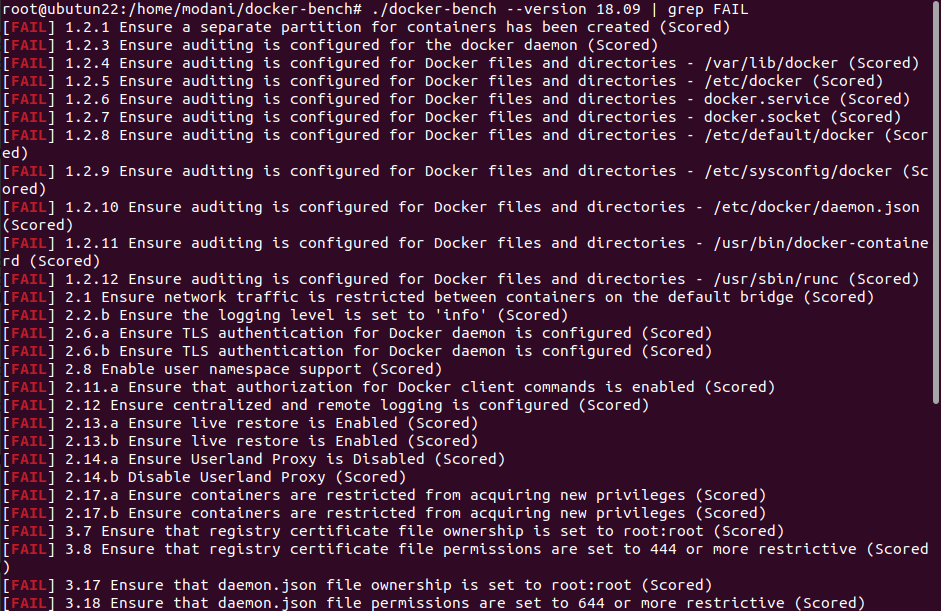 root@ubutun22:/home/modani/docker-bench# ./docker-bench --version 18.09 | grep FAIL
[FAIL] 1.2.1 Ensure a separate partition for containers has been created (Scored)
[FAIL] 1.2.3 Ensure auditing is configured for the docker daemon (Scored)
[FAIL] 1.2.4 Ensure auditing is configured for Docker files and directories - /var/lib/docker (Scored)
[FAIL] 1.2.5 Ensure auditing is configured for Docker files and directories - /etc/docker (Scored)
[FAIL] 1.2.6 Ensure auditing is configured for Docker files and directories - docker.service (Scored)
[FAIL] 1.2.7 Ensure auditing is configured for Docker files and directories - docker.socket (Scored)
[FAIL] 1.2.8 Ensure auditing is configured for Docker files and directories - /etc/default/docker (Scor
ed)
[FAIL] 1.2.9 Ensure auditing is configured for Docker files and directories - /etc/sysconfig/docker (Sc
ored)
[FAIL] 1.2.10 Ensure auditing is configured for Docker files and directories - /etc/docker/daemon.json
(Scored)
[FAIL] 1.2.11 Ensure auditing is configured for Docker files and directories - /usr/bin/docker-containe
rd (Scored)
[FAIL] 1.2.12 Ensure auditing is configured for Docker files and directories - /usr/sbin/runc (Scored)
[FAIL] 2.1 Ensure network traffic is restricted between containers on the default bridge (Scored)
[FAIL] 2.2.b Ensure the logging level is set to 'info' (Scored)
[FAIL] 2.6.a Ensure TLS authentication for Docker daemon is configured (Scored)
[FAIL] 2.6.b Ensure TLS authentication for Docker daemon is configured (Scored)
[FAIL] 2.8 Enable user namespace support (Scored)
[FAIL] 2.11.a Ensure that authorization for Docker client commands is enabled (Scored)
[FAIL] 2.12 Ensure centralized and remote logging is configured (Scored)
[FAIL] 2.13.a Ensure live restore is Enabled (Scored)
[FAIL] 2.13.b Ensure live restore is Enabled (Scored)
[FAIL] 2.14.a Ensure Userland Proxy is Disabled (Scored)
[FAIL] 2.14.b Disable Userland Proxy (Scored)
[FAIL] 2.17.a Ensure containers are restricted from acquiring new privileges (Scored)
[FAIL] 2.17.b Ensure containers are restricted from acquiring new privileges (Scored)
[FAIL] 3.7 Ensure that registry certificate file ownership is set to root:root (Scored)
[FAIL] 3.8 Ensure that registry certificate file permissions are set to 444 or more restrictive (Scored
)
[FAIL] 3.17 Ensure that daemon.json file ownership is set to root:root (Scored)
[FAIL] 3.18 Ensure that daemon.json file permissions are set to 644 or more restrictive (Scored)